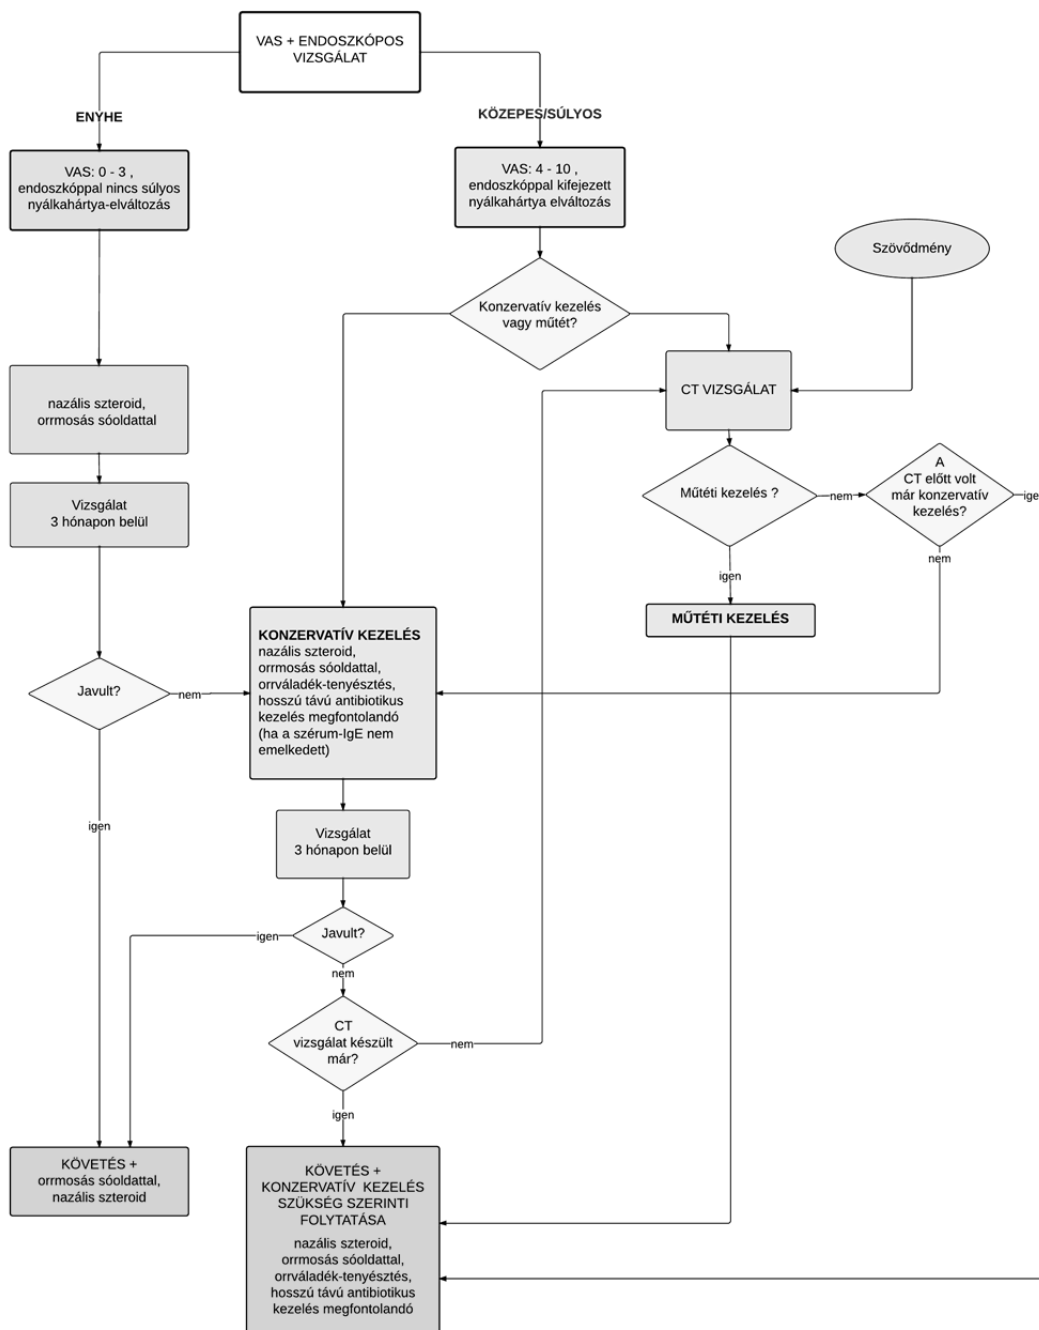 VAS + ENDOSZKÓPOS
VIZSGÁLAT
ENYHE
KÖZEPES/SÚLYOS
VAS: 0 - 3 ,
endoszkóppal nincs súlyos
nyálkahártya-elváltozás
VAS: 4 - 10 ,
endoszkóppal kifejezett
nyálkahártya elváltozás
Szövődmény
Konzervatív kezelés
vagy műtét?
CT VIZSGÁLAT
nazális szteroid,
orrmosás sóoldattal
Műtéti kezelés ?
nem
A
CT előtt volt
már konzervatív
kezelés?
ige
Vizsgálat
3 hónapon belül
igen
nem
MŰTÉTI KEZELÉS
KONZERVATÍV KEZELÉS
nazális szteroid,
orrmosás sóoldattal,
orrváladék-tenyésztés,
hosszú távú antibiotikus
kezelés megfontolandó
(ha a szérum-IgE nem
emelkedett)
Javult?
nem
igen
Vizsgálat
3 hónapon belül
Javult?
igen
nem
CT
vizsgálat készült
már?
nem
igen
KÖVETÉS +
orrmosás sóoldattal,
nazális szteroid
KÖVETÉS +
KONZERVATÍV KEZELÉS
SZÜKSÉG SZERINTI
FOLYTATÁSA
nazális szteroid,
orrmosás sóoldattal,
orrváladék-tenyésztés,
hosszú távú antibiotikus
kezelés megfontolandó